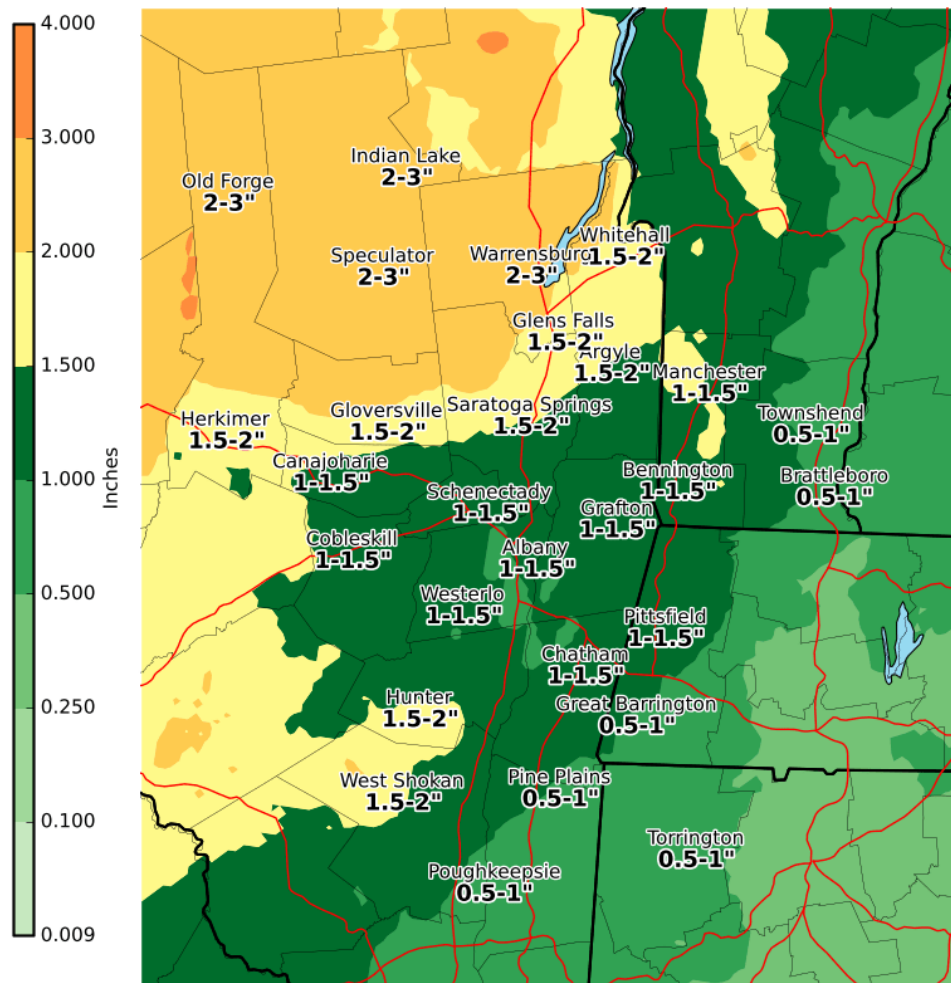 4.000
3.000
2.000
1.500
1.000
0.500
0.250
0.100
0.009
Inches
Indian Lake
2-3"
Old Forge
2-3"
Whitehall
1.5-2"
Speculator
2-3"
Warrensburg
2-3"
Glens Falls
1.5-2"
Argyle
1.5-2"
Manchester
1-1.5"
Saratoga Springs
1.5-2"
Gloversville
1.5-2"
Herkimer
1.5-2"
Townshend
0.5-1"
Canajoharie
1-1.5"
Bennington
1-1.5"
Brattleboro
0.5-1"
Schenectady
1-1.5"
Grafton
1-1.5"
Cobleskill
1-1.5"
Albany
1-1.5"
Westerlo
1-1.5"
Pittsfield
1-1.5"
Chatham
1-1.5"
Hunter
1.5-2"
Great Barrington
0.5-1"
West Shokan
1.5-2"
Pine Plains
0.5-1"
Torrington
0.5-1"
Poughkeepsie
0.5-1"